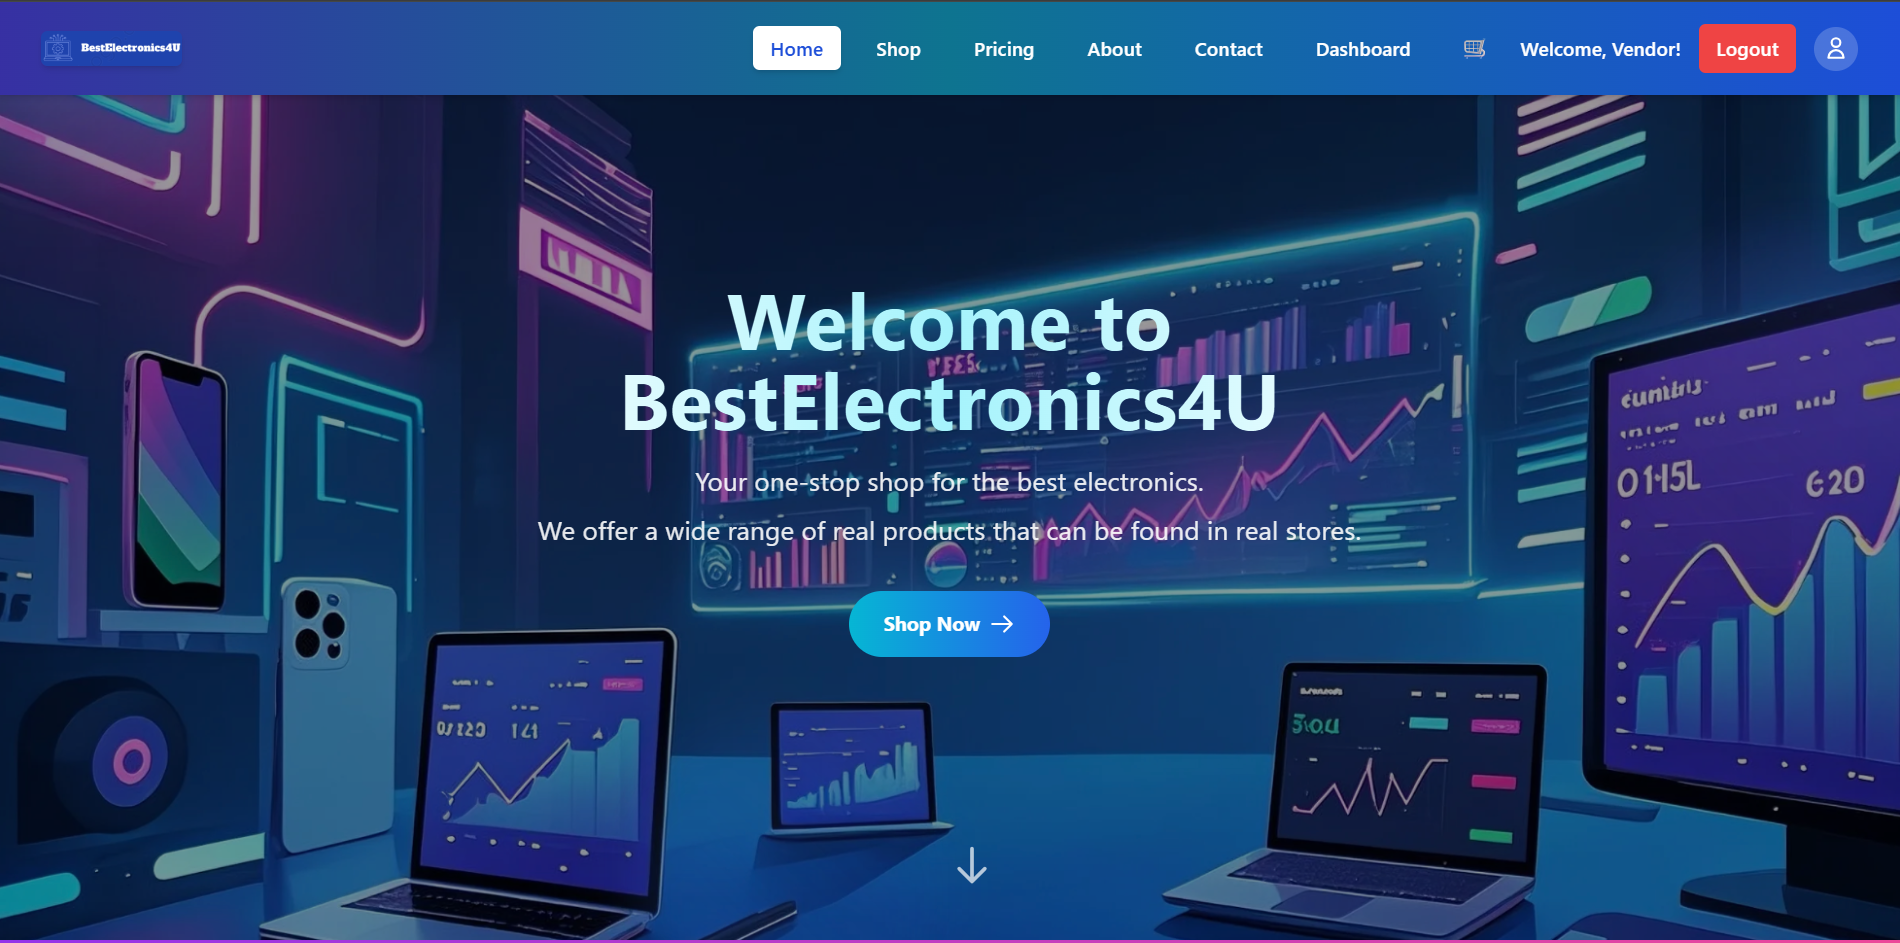 BestElectronics4U
Home
Shop
Pricing
About
Contact
Dashboard
Welcome, Vendor!
Logout
Welcome to
BestElectronics4U
Your one-stop shop for the best electronics.
We offer a wide range of real products that can be found in real stores.
Shop Now
620